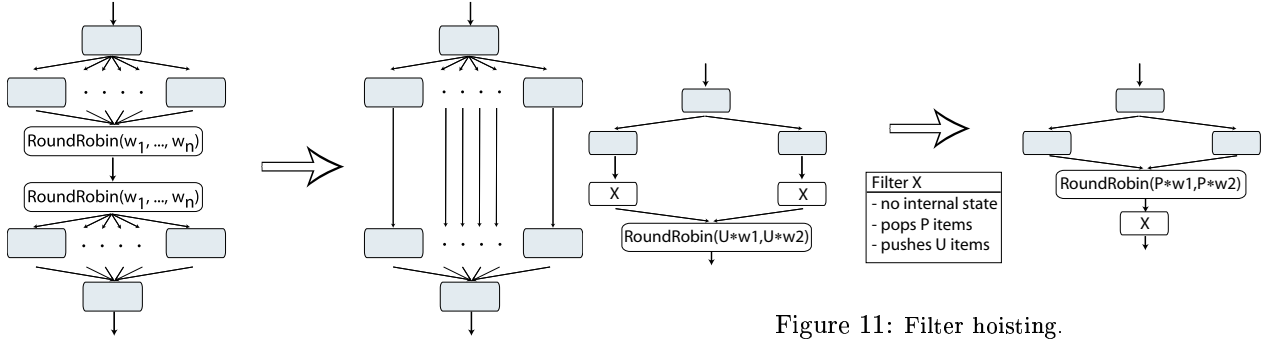 RoundRobin(w1, ..., wn)
RoundRobin(w1, ..., wn)
X
X
RoundRobin(U*w1,U*w2)
Filter X
- no internal state
- pops P items
- pushes U items
RoundRobin(P*w1,P*w2)
X
Figure 11: Filter hoisting.